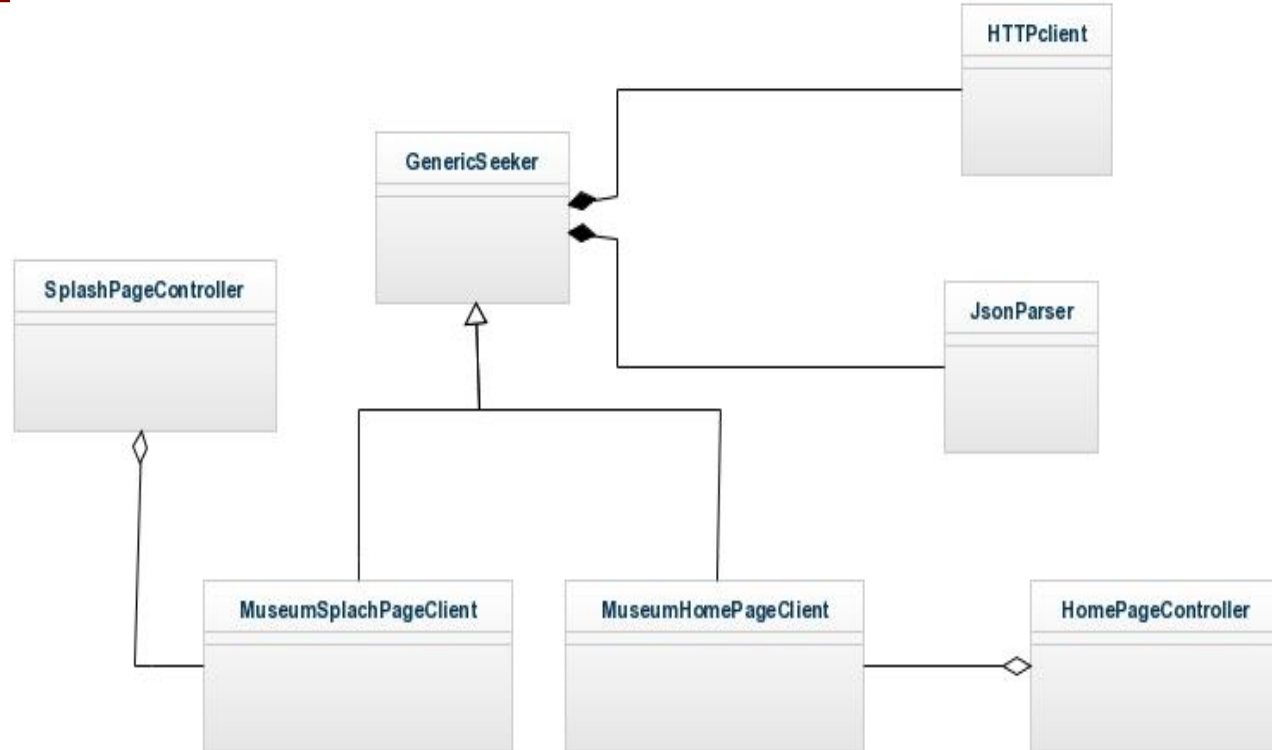 HTTPclient
GenericSeeker
SplashPageController
JsonParser
MuseumSplachPageClient
MuseumHomePageClient
HomePageController